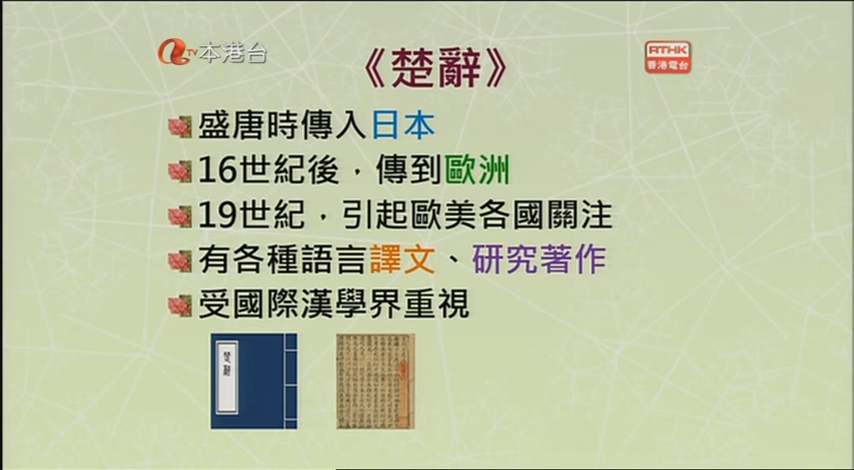 TV 本港台
RTHK
香港電台
《楚辭》
盛唐時傳入日本
16世紀後，傳到歐洲
19世紀，引起歐美各國關注
有各種語言譯文、研究著作
受國際漢學界重視
楚辭